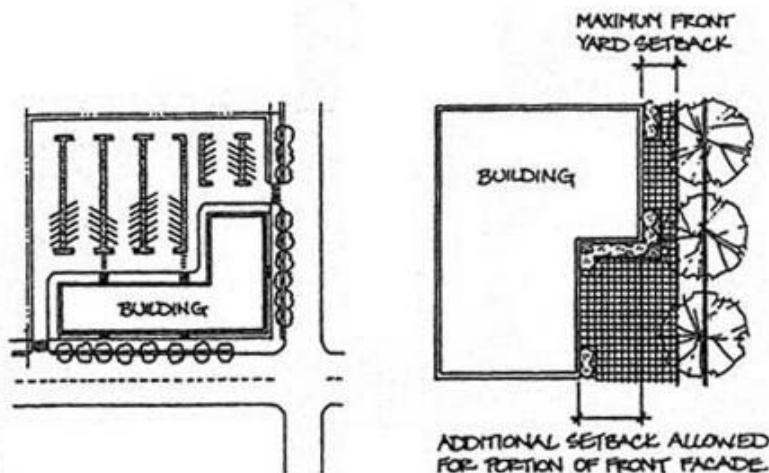 MAXIMUM FRONT
YARD SETBACK
BUILDING
BUILDING
ADDITIONAL SETBACK ALLOWED
FOR PORTION OF FRONT FACADE